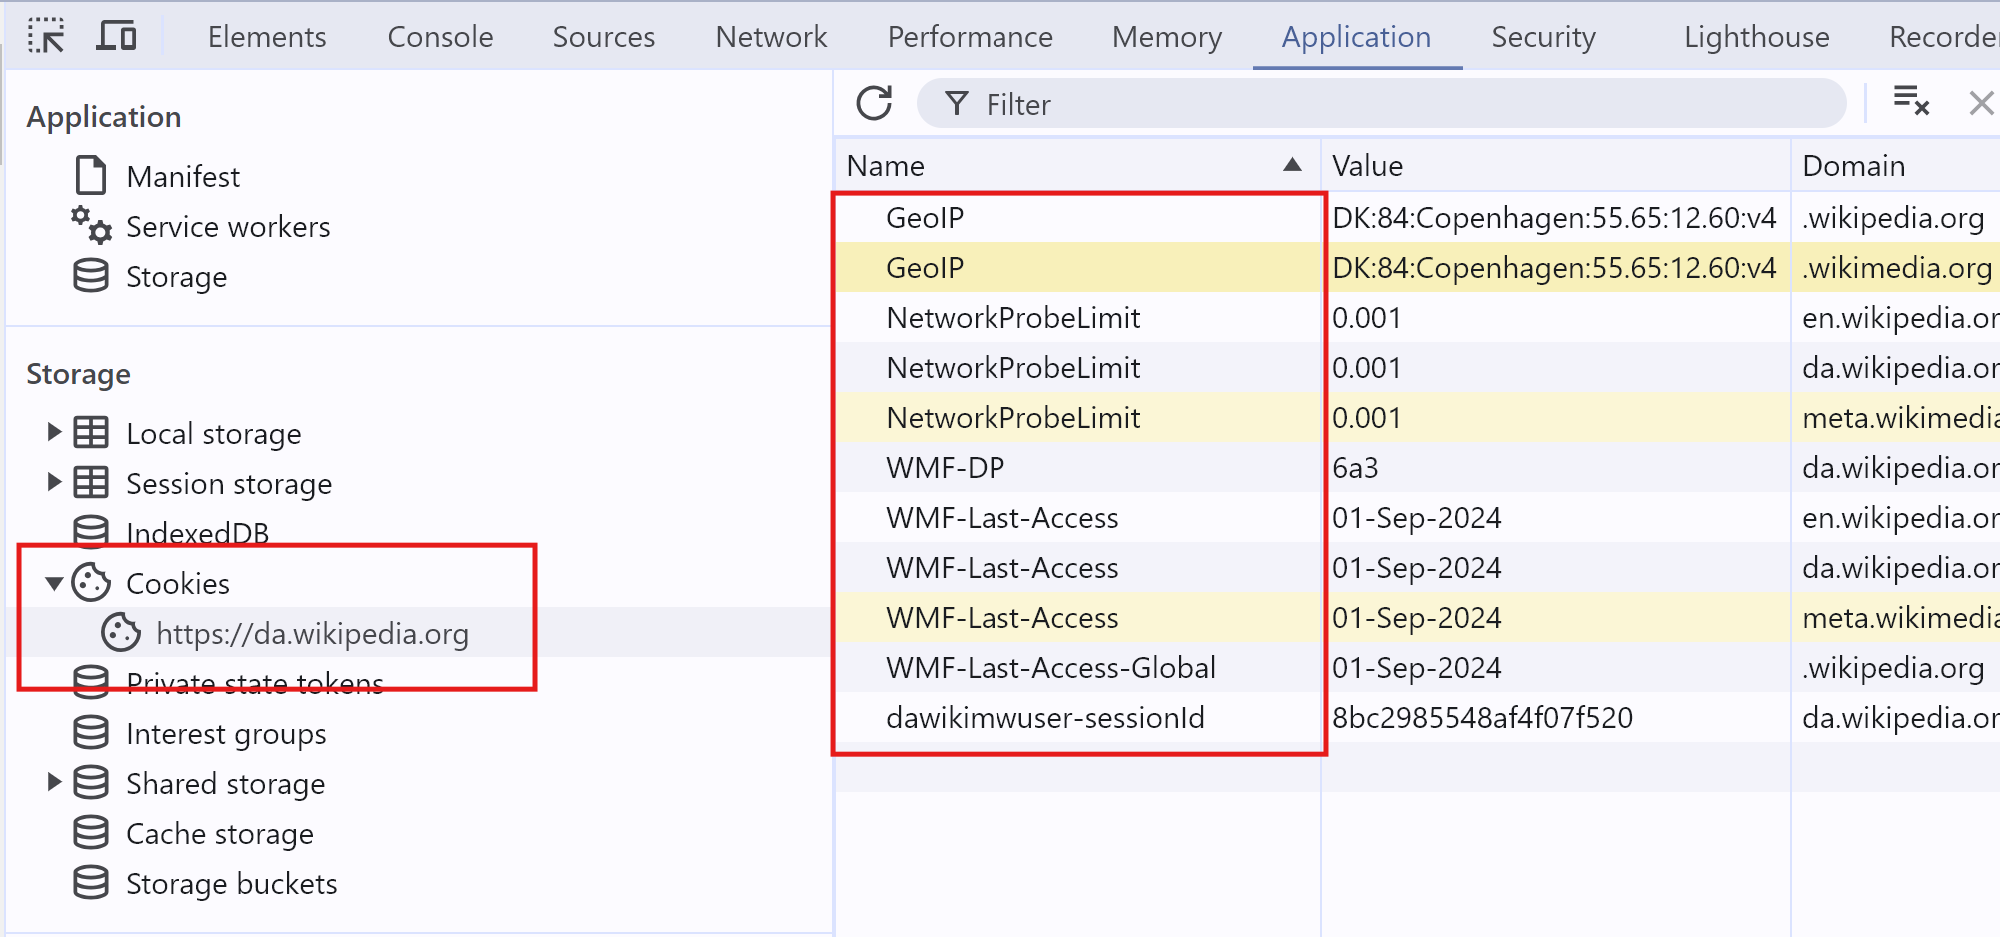 Elements Console Sources Network Performance Memory Application Security Lighthouse Recorder
Application
Manifest
Service workers
Storage
Storage
Local storage
Session storage
IndexedDB
Cookies
https://da.wikipedia.org
Private state tokens
Interest groups
Shared storage
Cache storage
Storage buckets
Filter
Name Value Domain
GeoIP DK:84:Copenhagen:55.65:12.60:v4 .wikipedia.org
GeoIP DK:84:Copenhagen:55.65:12.60:v4 .wikimedia.org
NetworkProbeLimit 0.001 en.wikipedia.or
NetworkProbeLimit 0.001 da.wikipedia.or
NetworkProbeLimit 0.001 meta.wikimedia
WMF-DP 6a3 da.wikipedia.or
WMF-Last-Access 01-Sep-2024 en.wikipedia.or
WMF-Last-Access 01-Sep-2024 da.wikipedia.or
WMF-Last-Access 01-Sep-2024 meta.wikimedia
WMF-Last-Access-Global 01-Sep-2024 .wikipedia.org
dawikimwuser-sessionId 8bc2985548af4f07f520 da.wikipedia.or